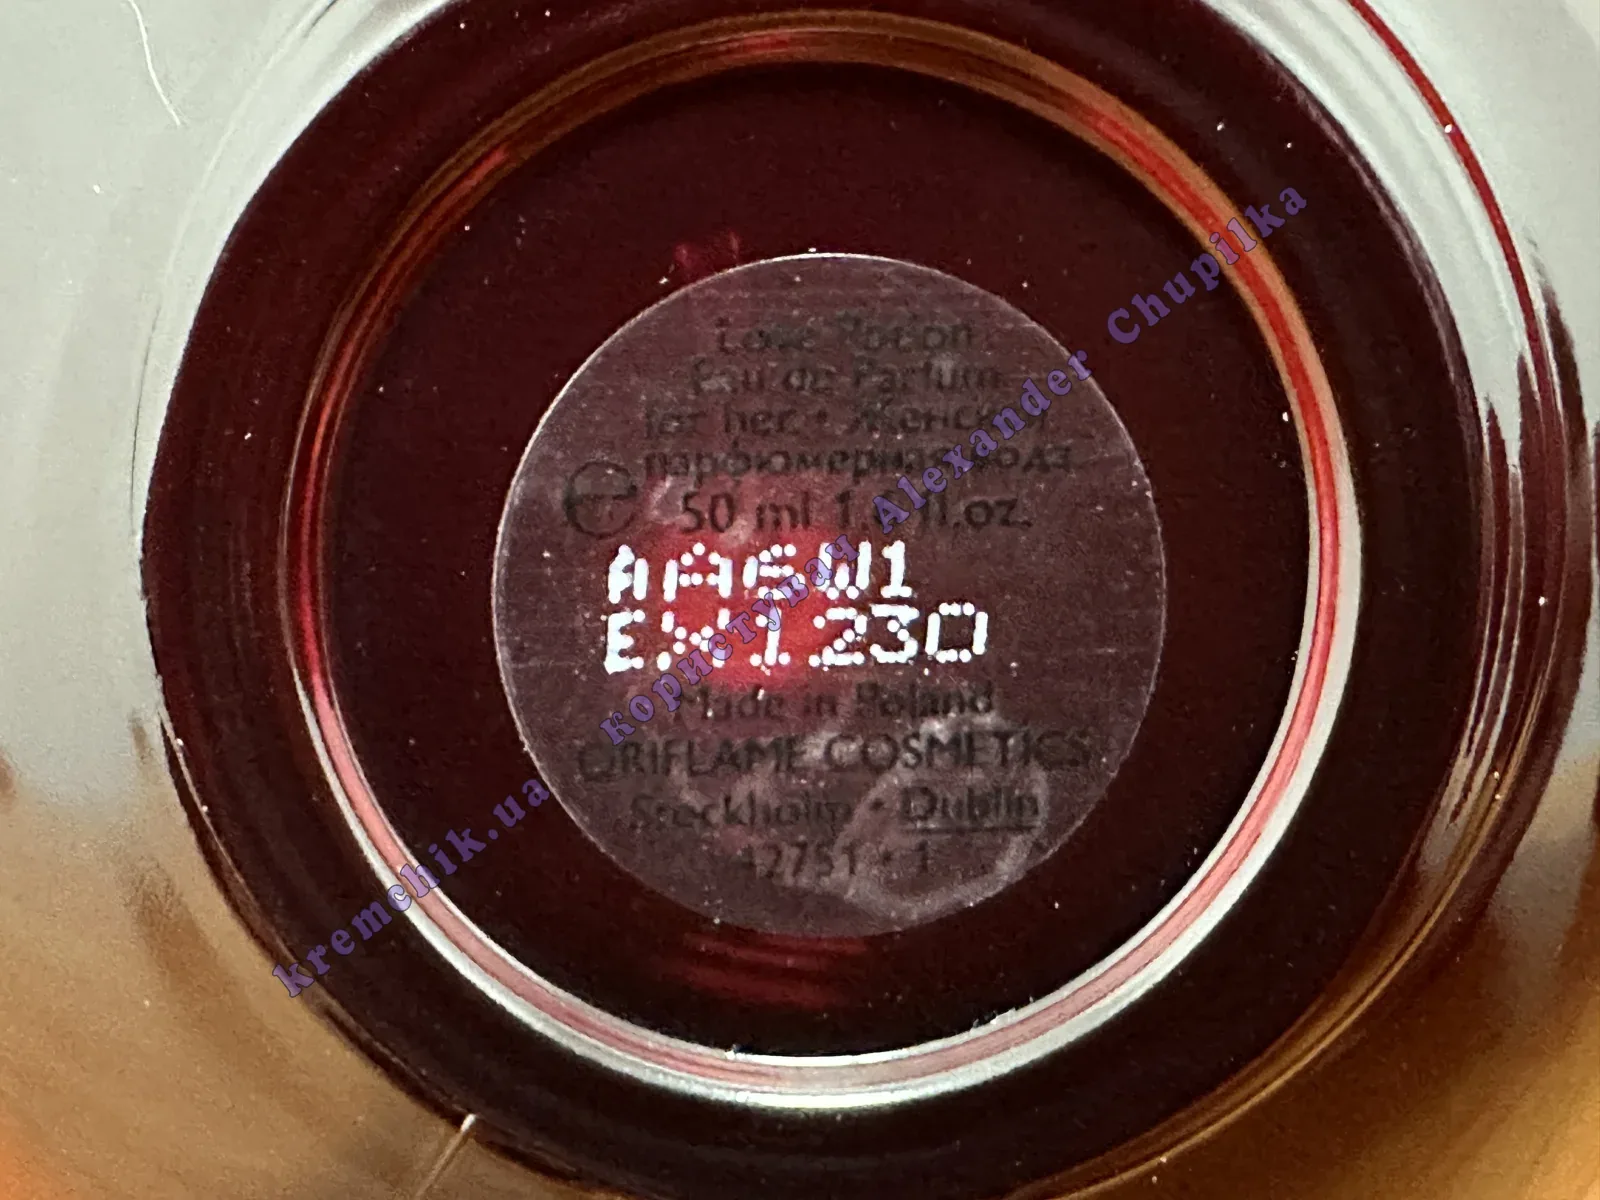 Love Potion
Eau de Parfum
for her • Женская
парфюмерная вода
50 ml 1.6 fl.oz.
AA6W1
EW1230
Made in Poland
ORIFLAME COSMETICS
Stockholm • Dublin
42751 • 1
kremchik.ua користувач Alexander Chupilka